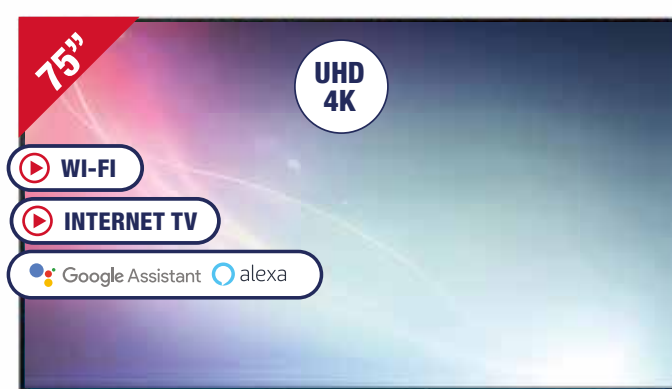 75”
UHD
4K
WI-FI
INTERNET TV
Google Assistant alexa